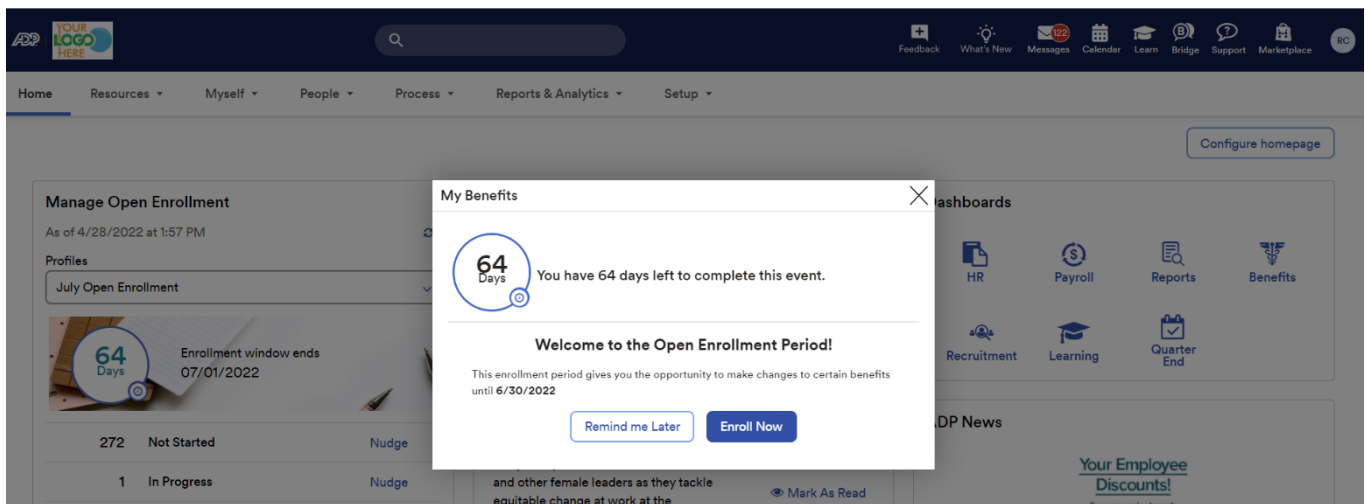 ADP
YOUR
LOGO
HERE
Feedback
What's New
122
Messages
Calendar
Learn
B
Bridge
Support
Marketplace
RC
Home Resources Myself People Process Reports & Analytics Setup
Configure homepage
Manage Open Enrollment
As of 4/28/2022 at 1:57 PM
Profiles
July Open Enrollment
64
Days
Enrollment window ends
07/01/2022
272 Not Started Nudge
1 In Progress Nudge
My Benefits
64
Days
You have 64 days left to complete this event.
Welcome to the Open Enrollment Period!
This enrollment period gives you the opportunity to make changes to certain benefits
until 6/30/2022
Remind me Later Enroll Now
and other female leaders as they tackle
equitable change at work at the
Mark As Read
ashboards
HR
Payroll
Reports
Benefits
Recruitment
Learning
Quarter
End
DP News
Your Employee
Discounts!